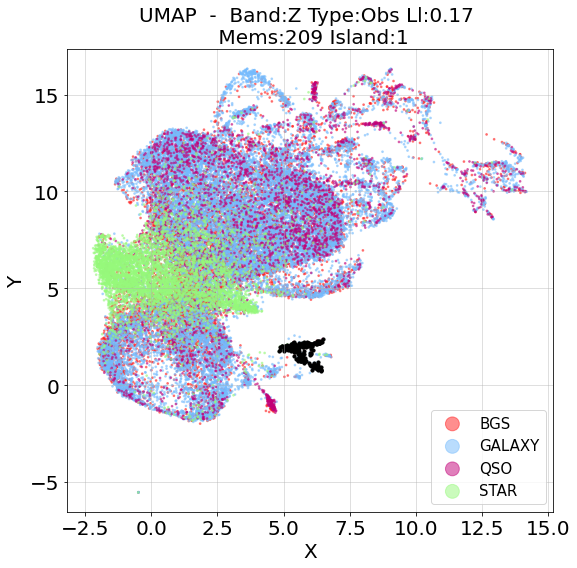 UMAP  -  Band:Z Type:Obs Ll:0.17
Mems:209 Island:1
Y
15
10
5
0
−5
−2.5
0.0
2.5
5.0
7.5
10.0
12.5
15.0
X
BGS
GALAXY
QSO
STAR